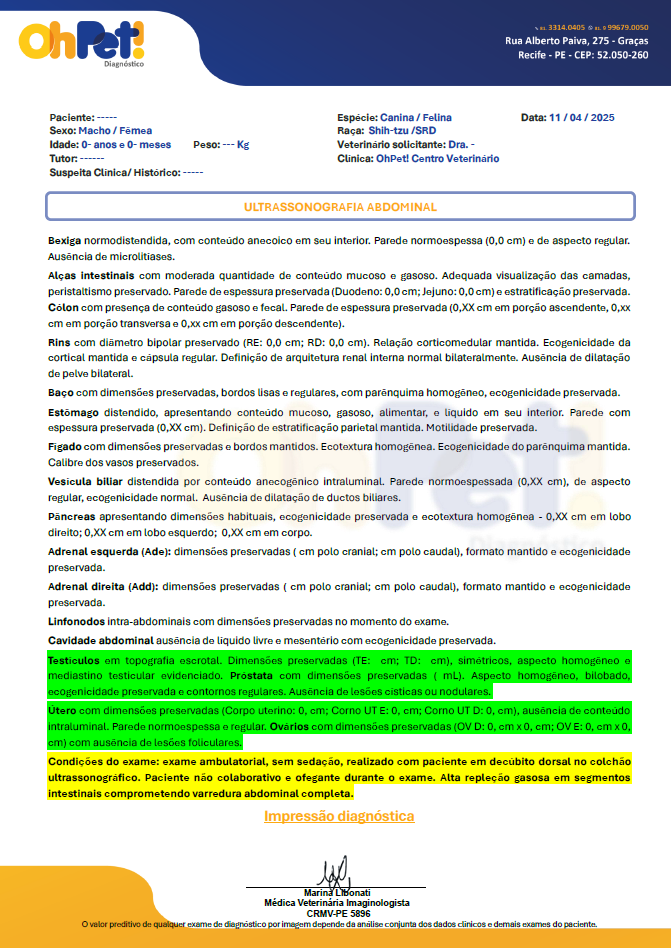 OhPet!
Diagnóstico
81. 3314.0405 81. 9 99679.0050
Rua Alberto Paiva, 275 - Graças
Recife - PE - CEP: 52.050-260
Paciente: -----
Espécie: Canina / Felina
Data: 11 / 04 / 2025
Sexo: Macho / Fêmea
Raça: Shih-tzu /SRD
Idade: 0- anos e 0- meses Peso: --- Kg
Veterinário solicitante: Dra. -
Tutor: ------
Clínica: OhPet! Centro Veterinário
Suspeita Clínica/ Histórico: -----
ULTRASSONOGRAFIA ABDOMINAL
Bexiga normodistendida, com conteúdo anecoico em seu interior. Parede normoespessa (0,0 cm) e de aspecto regular.
Ausência de microlitíases.
Alças intestinais com moderada quantidade de conteúdo mucoso e gasoso. Adequada visualização das camadas,
peristaltismo preservado. Parede de espessura preservada (Duodeno: 0,0 cm; Jejuno: 0,0 cm) e estratificação preservada.
Cólon com presença de conteúdo gasoso e fecal. Parede de espessura preservada (0,XX cm em porção ascendente, 0,xx
cm em porção transversa e 0,xx cm em porção descendente).
Rins com diâmetro bipolar preservado (RE: 0,0 cm; RD: 0,0 cm). Relação corticomedular mantida. Ecogenicidade da
cortical mantida e cápsula regular. Definição de arquitetura renal interna normal bilateralmente. Ausência de dilatação
de pelve bilateral.
Baço com dimensões preservadas, bordos lisas e regulares, com parênquima homogêneo, ecogenicidade preservada.
Estômago distendido, apresentando conteúdo mucoso, gasoso, alimentar, e líquido em seu interior. Parede com
espessura preservada (0,XX cm). Definição de estratificação parietal mantida. Motilidade preservada.
Fígado com dimensões preservadas e bordos mantidos. Ecotextura homogênea. Ecogenicidade do parênquima mantida.
Calibre dos vasos preservados.
Vesícula biliar distendida por conteúdo anecogênico intraluminal. Parede normoespessada (0,XX cm), de aspecto
regular, ecogenicidade normal. Ausência de dilatação de ductos biliares.
Pâncreas apresentando dimensões habituais, ecogenicidade preservada e ecotextura homogênea - 0,XX cm em lobo
direito; 0,XX cm em lobo esquerdo; 0,XX cm em corpo.
Adrenal esquerda (Ade): dimensões preservadas ( cm polo cranial; cm polo caudal), formato mantido e ecogenicidade
preservada.
Adrenal direita (Add): dimensões preservadas ( cm polo cranial; cm polo caudal), formato mantido e ecogenicidade
preservada.
Linfonodos intra-abdominais com dimensões preservadas no momento do exame.
Cavidade abdominal ausência de líquido livre e mesentério com ecogenicidade preservada.
Testículos em topografia escrotal. Dimensões preservadas (TE: cm; TD: cm), simétricos, aspecto homogêneo e
mediastino testicular evidenciado. Próstata com dimensões preservadas ( mL). Aspecto homogêneo, bilobado,
ecogenicidade preservada e contornos regulares. Ausência de lesões císticas ou nodulares.
Útero com dimensões preservadas (Corpo uterino: 0, cm; Corno UT E: 0, cm; Corno UT D: 0, cm), ausência de conteúdo
intraluminal. Parede normoespessa e regular. Ovários com dimensões preservadas (OV D: 0, cm x 0, cm; OV E: 0, cm x 0,
cm) com ausência de lesões foliculares.
Condições do exame: exame ambulatorial, sem sedação, realizado com paciente em decúbito dorsal no colchão
ultrassonográfico. Paciente não colaborativo e ofegante durante o exame. Alta repleção gasosa em segmentos
intestinais comprometendo varredura abdominal completa.
Impressão diagnóstica
Marina Libonati
Médica Veterinária Imaginologista
CRMV-PE 5896
O valor preditivo de qualquer exame de diagnóstico por imagem depende da análise conjunta dos dados clínicos e demais exames do paciente.